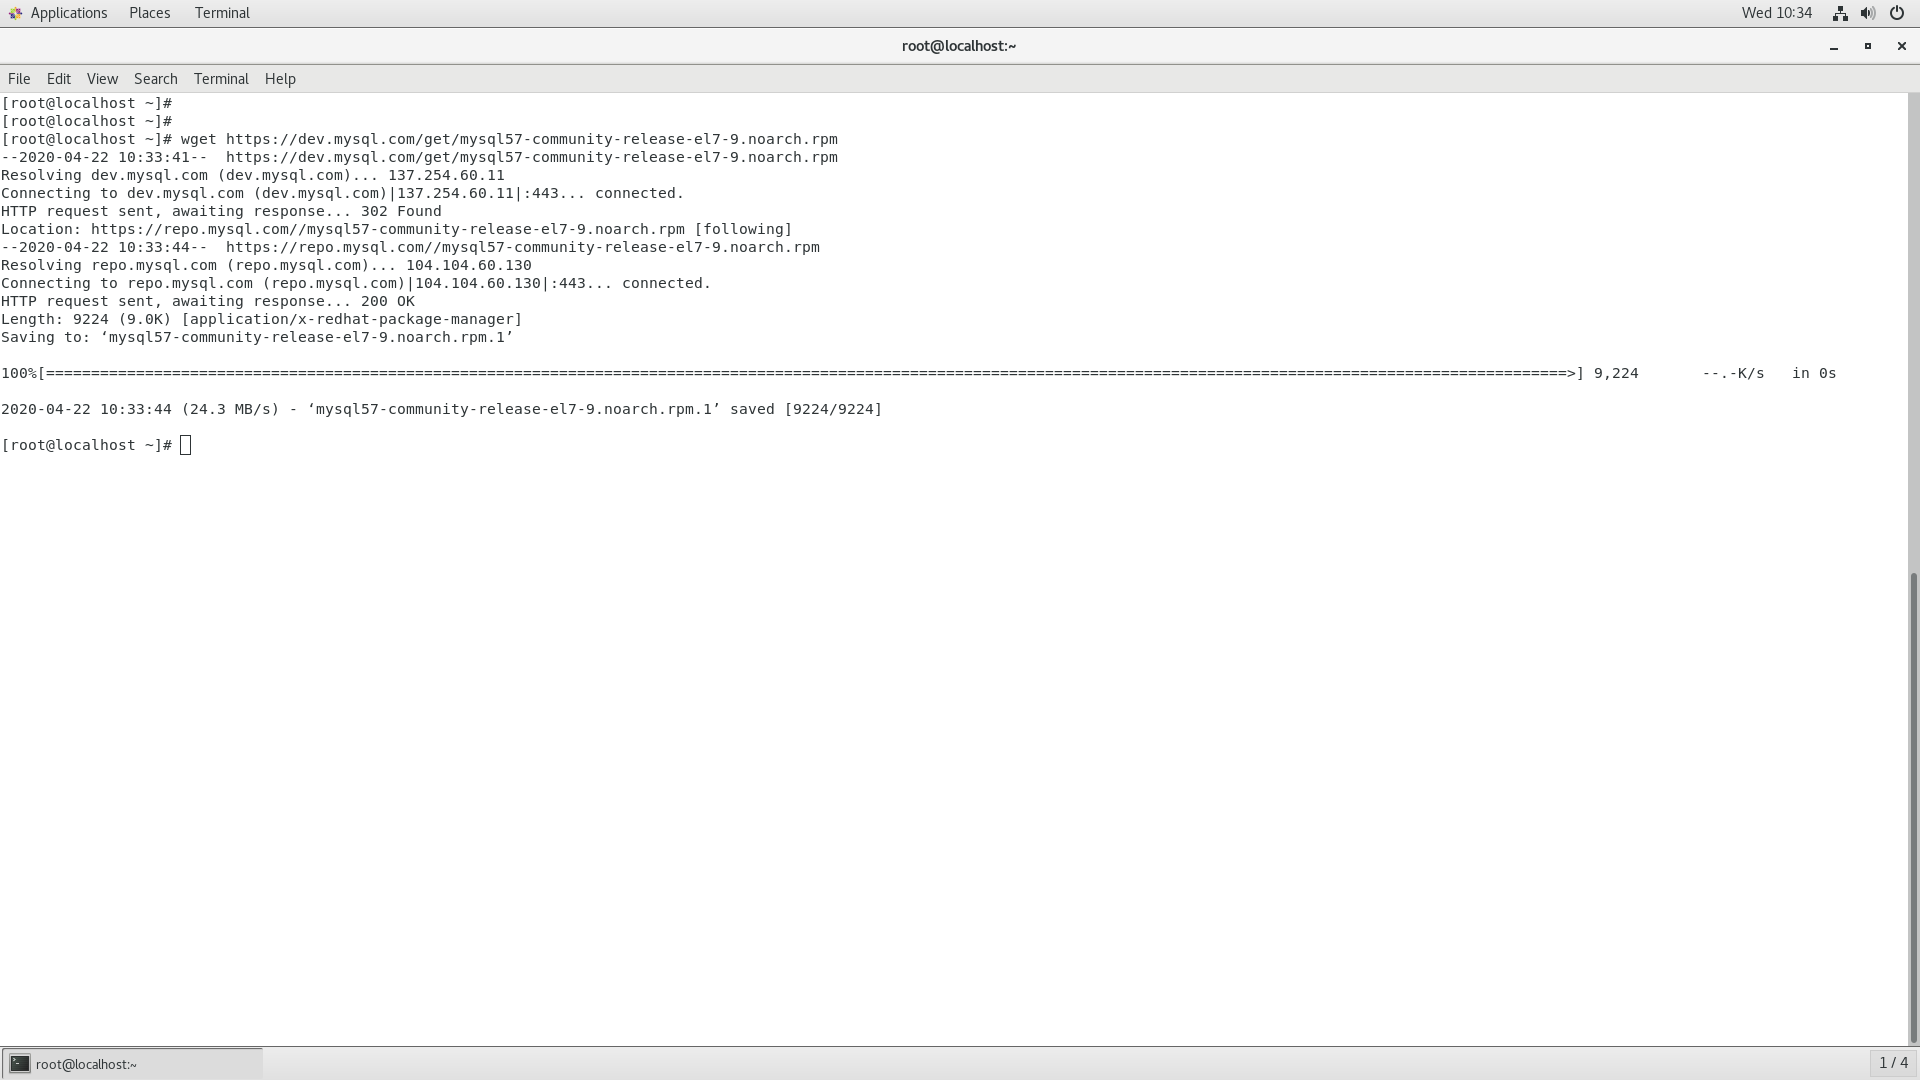 Applications Places Terminal Wed 10:34
root@localhost:~
File Edit View Search Terminal Help
[root@localhost ~]#
[root@localhost ~]#
[root@localhost ~]# wget https://dev.mysql.com/get/mysql57-community-release-el7-9.noarch.rpm
--2020-04-22 10:33:41--  https://dev.mysql.com/get/mysql57-community-release-el7-9.noarch.rpm
Resolving dev.mysql.com (dev.mysql.com)... 137.254.60.11
Connecting to dev.mysql.com (dev.mysql.com)|137.254.60.11|:443... connected.
HTTP request sent, awaiting response... 302 Found
Location: https://repo.mysql.com//mysql57-community-release-el7-9.noarch.rpm [following]
--2020-04-22 10:33:44--  https://repo.mysql.com//mysql57-community-release-el7-9.noarch.rpm
Resolving repo.mysql.com (repo.mysql.com)... 104.104.60.130
Connecting to repo.mysql.com (repo.mysql.com)|104.104.60.130|:443... connected.
HTTP request sent, awaiting response... 200 OK
Length: 9224 (9.0K) [application/x-redhat-package-manager]
Saving to: ‘mysql57-community-release-el7-9.noarch.rpm.1’
100%[=========================================================================================================================================================================>] 9,224       --.-K/s   in 0s
2020-04-22 10:33:44 (24.3 MB/s) - ‘mysql57-community-release-el7-9.noarch.rpm.1’ saved [9224/9224]
[root@localhost ~]#
root@localhost:~ 1 / 4